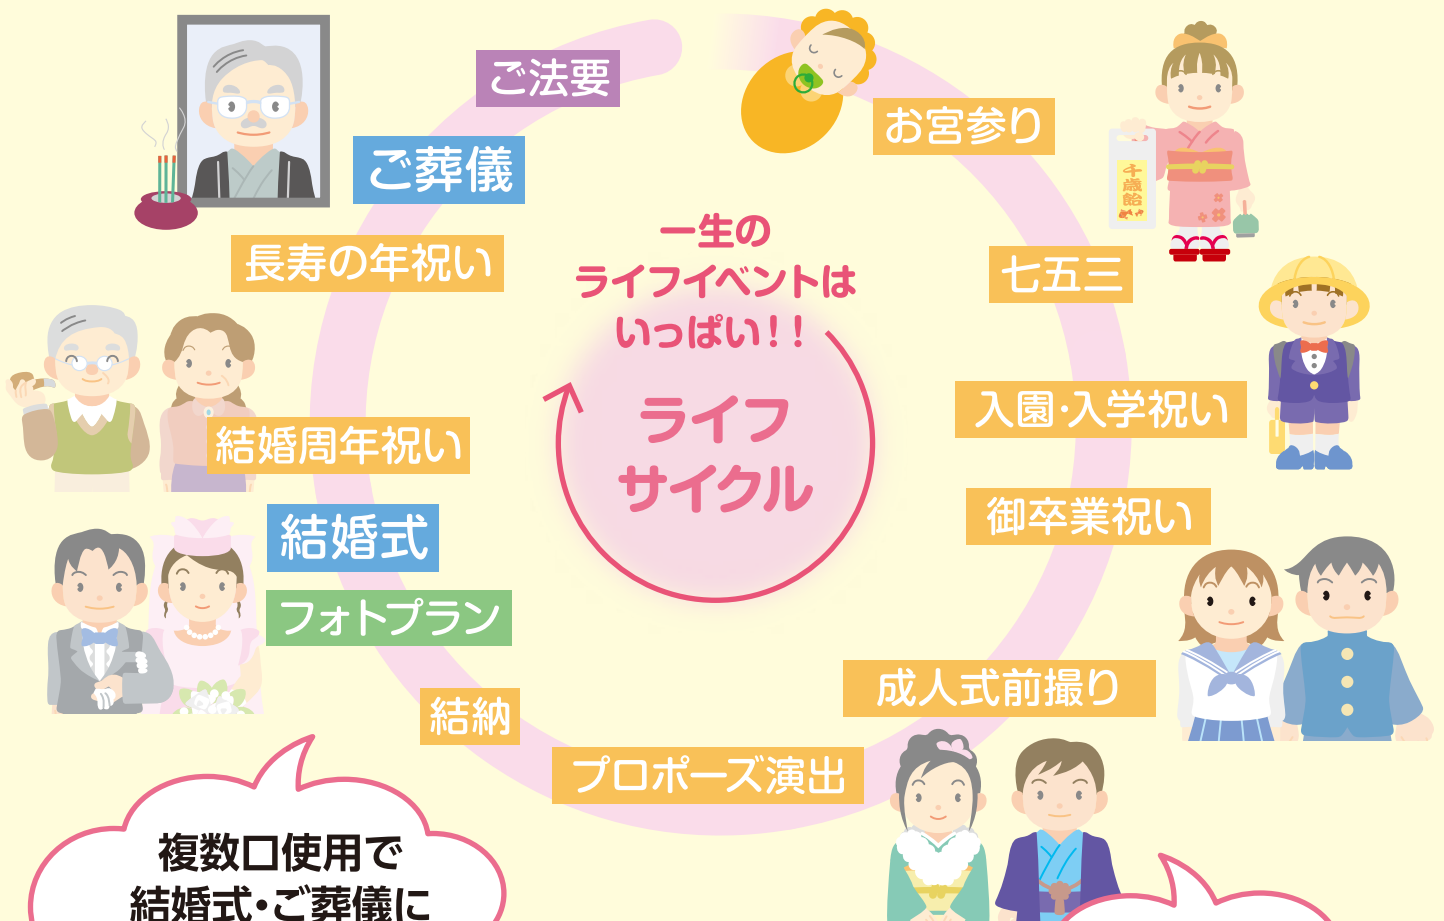 一生の
ライフイベントは
いっぱい！！
ライフ
サイクル
お宮参り
千歳飴
七五三
入園・入学祝い
御卒業祝い
成人式前撮り
プロポーズ演出
結納
フォトプラン
結婚式
結婚周年祝い
長寿の年祝い
ご葬儀
ご法要
複数口使用で
結婚式・ご葬儀に